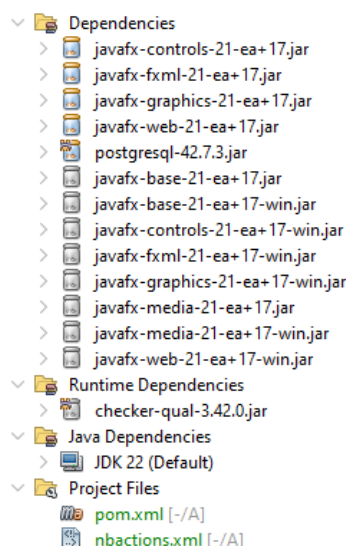 Dependencies
javafx-controls-21-ea+17.jar
javafx-fxml-21-ea+17.jar
javafx-graphics-21-ea+17.jar
javafx-web-21-ea+17.jar
postgresql-42.7.3.jar
javafx-base-21-ea+17.jar
javafx-base-21-ea+17-win.jar
javafx-controls-21-ea+17-win.jar
javafx-fxml-21-ea+17-win.jar
javafx-graphics-21-ea+17-win.jar
javafx-media-21-ea+17.jar
javafx-media-21-ea+17-win.jar
javafx-web-21-ea+17-win.jar
Runtime Dependencies
checker-qual-3.42.0.jar
Java Dependencies
JDK 22 (Default)
Project Files
pom.xml [-/A]
nbactions.xml [-/A]